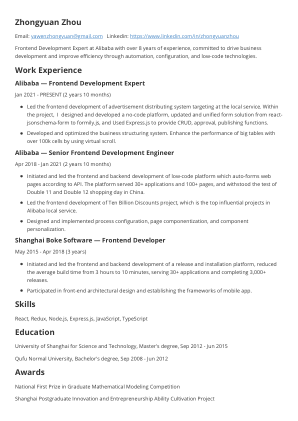 Zhongyuan Zhou
Email: yawenzhongyuan@gmail.com Linkedin: https://www.linkedin.com/in/zhongyuanzhou
Frontend Development Expert at Alibaba with over 8 years of experience, committed to drive business
development and improve efficiency through automation, configuration, and low-code technologies.
Work Experience
Alibaba — Frontend Development Expert
Jan 2021 - PRESENT (2 years 10 months)
Led the frontend development of advertisement distributing system targeting at the local service. Within
the project, I designed and developed a no-code platform, updated and unified form solution from react-
jsonschema-form to formily.js, and Used Express.js to provide CRUD, approval, publishing functions.
Developed and optimized the business structuring system. Enhance the performance of big tables with
over 100k cells by using virtual scroll.
Alibaba — Senior Frontend Development Engineer
Apr 2018 - Jan 2021 (2 years 10 months)
Initiated and led the frontend and backend development of low-code platform which auto-forms web
pages according to API. The platform served 30+ applications and 100+ pages, and withstood the test of
Double 11 and Double 12 shopping day in China.
Led the frontend development of Ten Billion Discounts project, which is the top influential projects in
Alibaba local service.
Designed and implemented process configuration, page componentization, and component
personalization.
Shanghai Boke Software — Frontend Developer
May 2015 - Apr 2018 (3 years)
Initiated and led the frontend and backend development of a release and installation platform, reduced
the average build time from 3 hours to 10 minutes, serving 30+ applications and completing 3,000+
releases.
Participated in front-end architectural design and establishing the frameworks of mobile app.
Skills
React, Redux, Node.js, Express.js, JavaScript, TypeScript
Education
University of Shanghai for Science and Technology, Master's degree, Sep 2012 - Jun 2015
Qufu Normal University, Bachelor's degree, Sep 2008 - Jun 2012
Awards
National First Prize in Graduate Mathematical Modeling Competition
Shanghai Postgraduate Innovation and Entrepreneurship Ability Cultivation Project